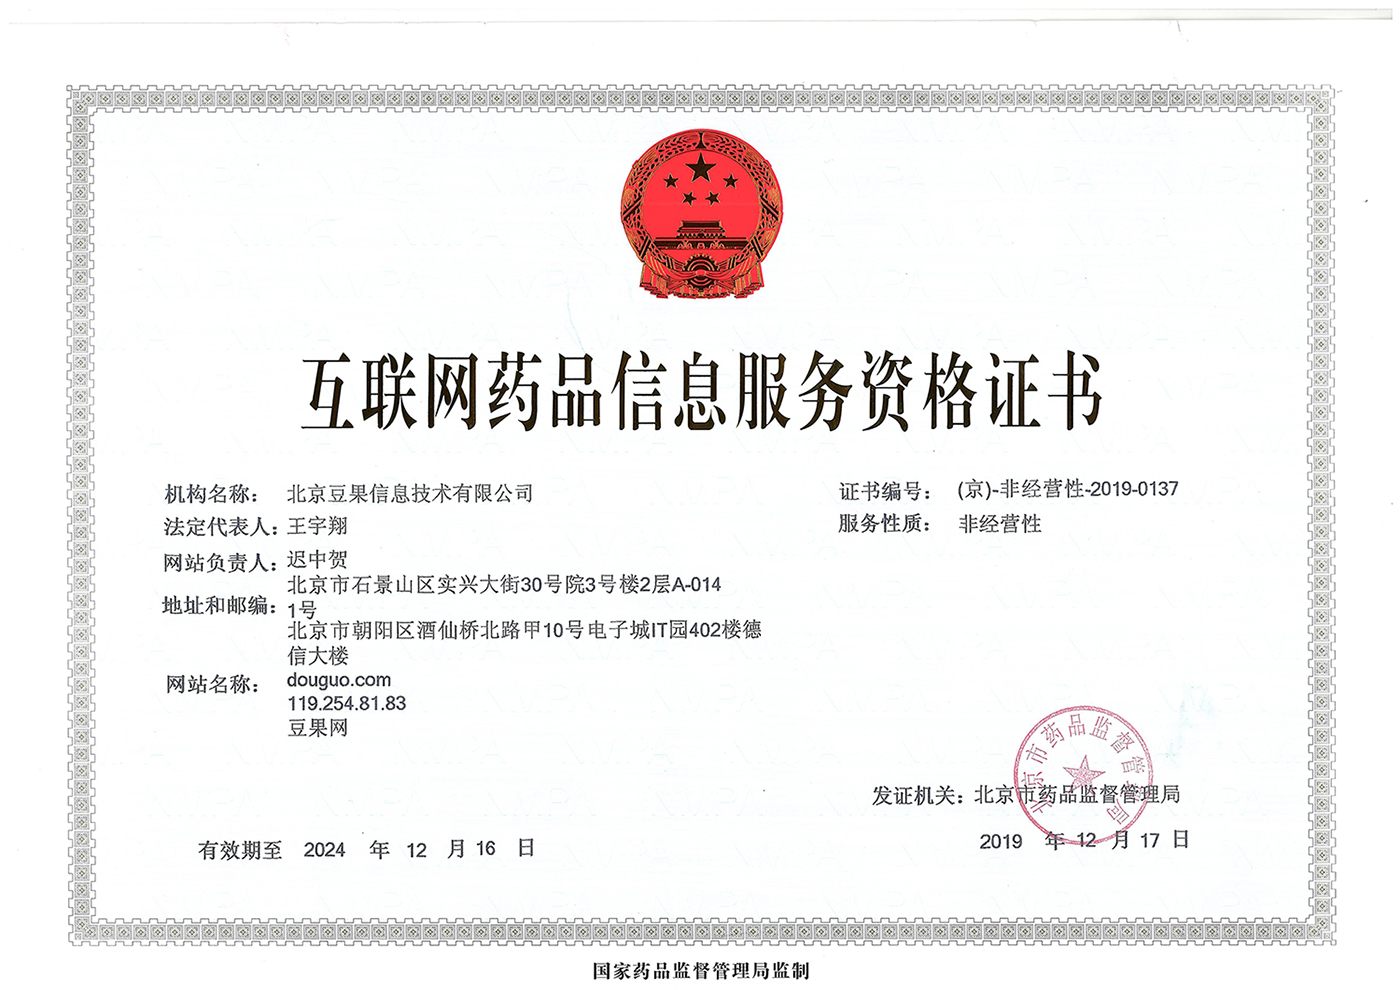 互联网药品信息服务资格证书
机构名称： 北京豆果信息技术有限公司
证书编号： (京)-非经营性-2019-0137
法定代表人：王宇翔
服务性质： 非经营性
网站负责人：迟中贺
地址和邮编：北京市石景山区实兴大街30号院3号楼2层A-014
1号
北京市朝阳区酒仙桥北路甲10号电子城IT园402楼德
信大楼
网站名称： douguo.com
119.254.81.83
豆果网
北京市药品监督管理局
发证机关：北京市药品监督管理局
有效期至 2024 年 12 月 16 日
2019 年 12 月 17 日
国家药品监督管理局监制